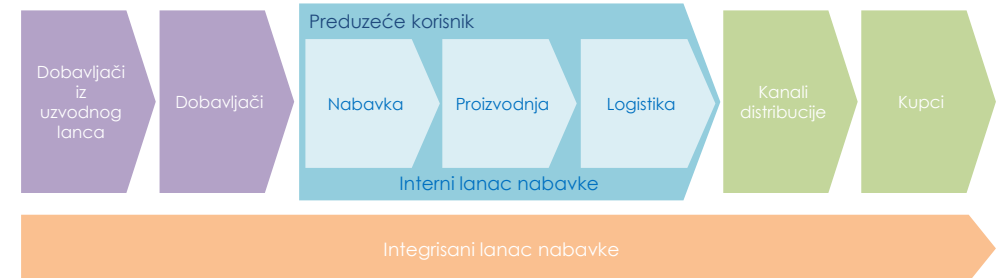 Dobavljači
iz
uzvodnog
lanca
Dobavljači
Preduzeće korisnik
Nabavka
Proizvodnja
Logistika
Interni lanac nabavke
Kanali
distribucije
Kupci
Integrisani lanac nabavke